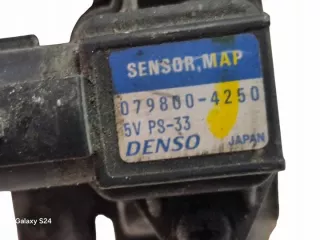 SENSOR, MAP
079800-4250
5V PS-33
DENSO JAPAN
Galaxy S24